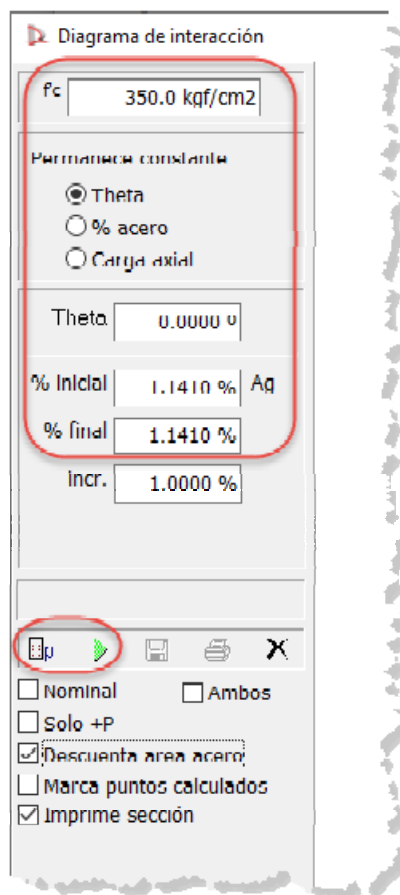 Diagrama de interacción
f'c 350.0 kgf/cm2
Permanece constante
Theta
% acero
Carga axial
Theta 0.0000 º
% Inicial 1.1410 % Ag
% final 1.1410 %
incr. 1.0000 %
μ
Nominal Ambos
Solo +P
Descuenta area acero
Marca puntos calculados
Imprime sección